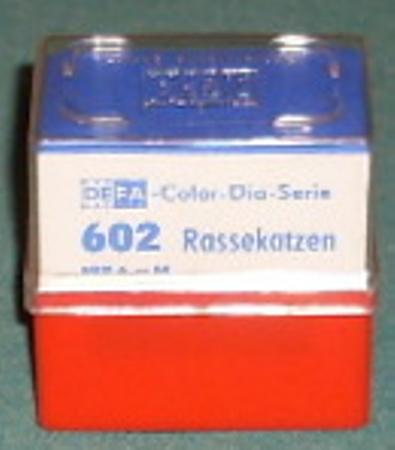 DEFA-Color-Dia-Serie
602 Rassekatzen